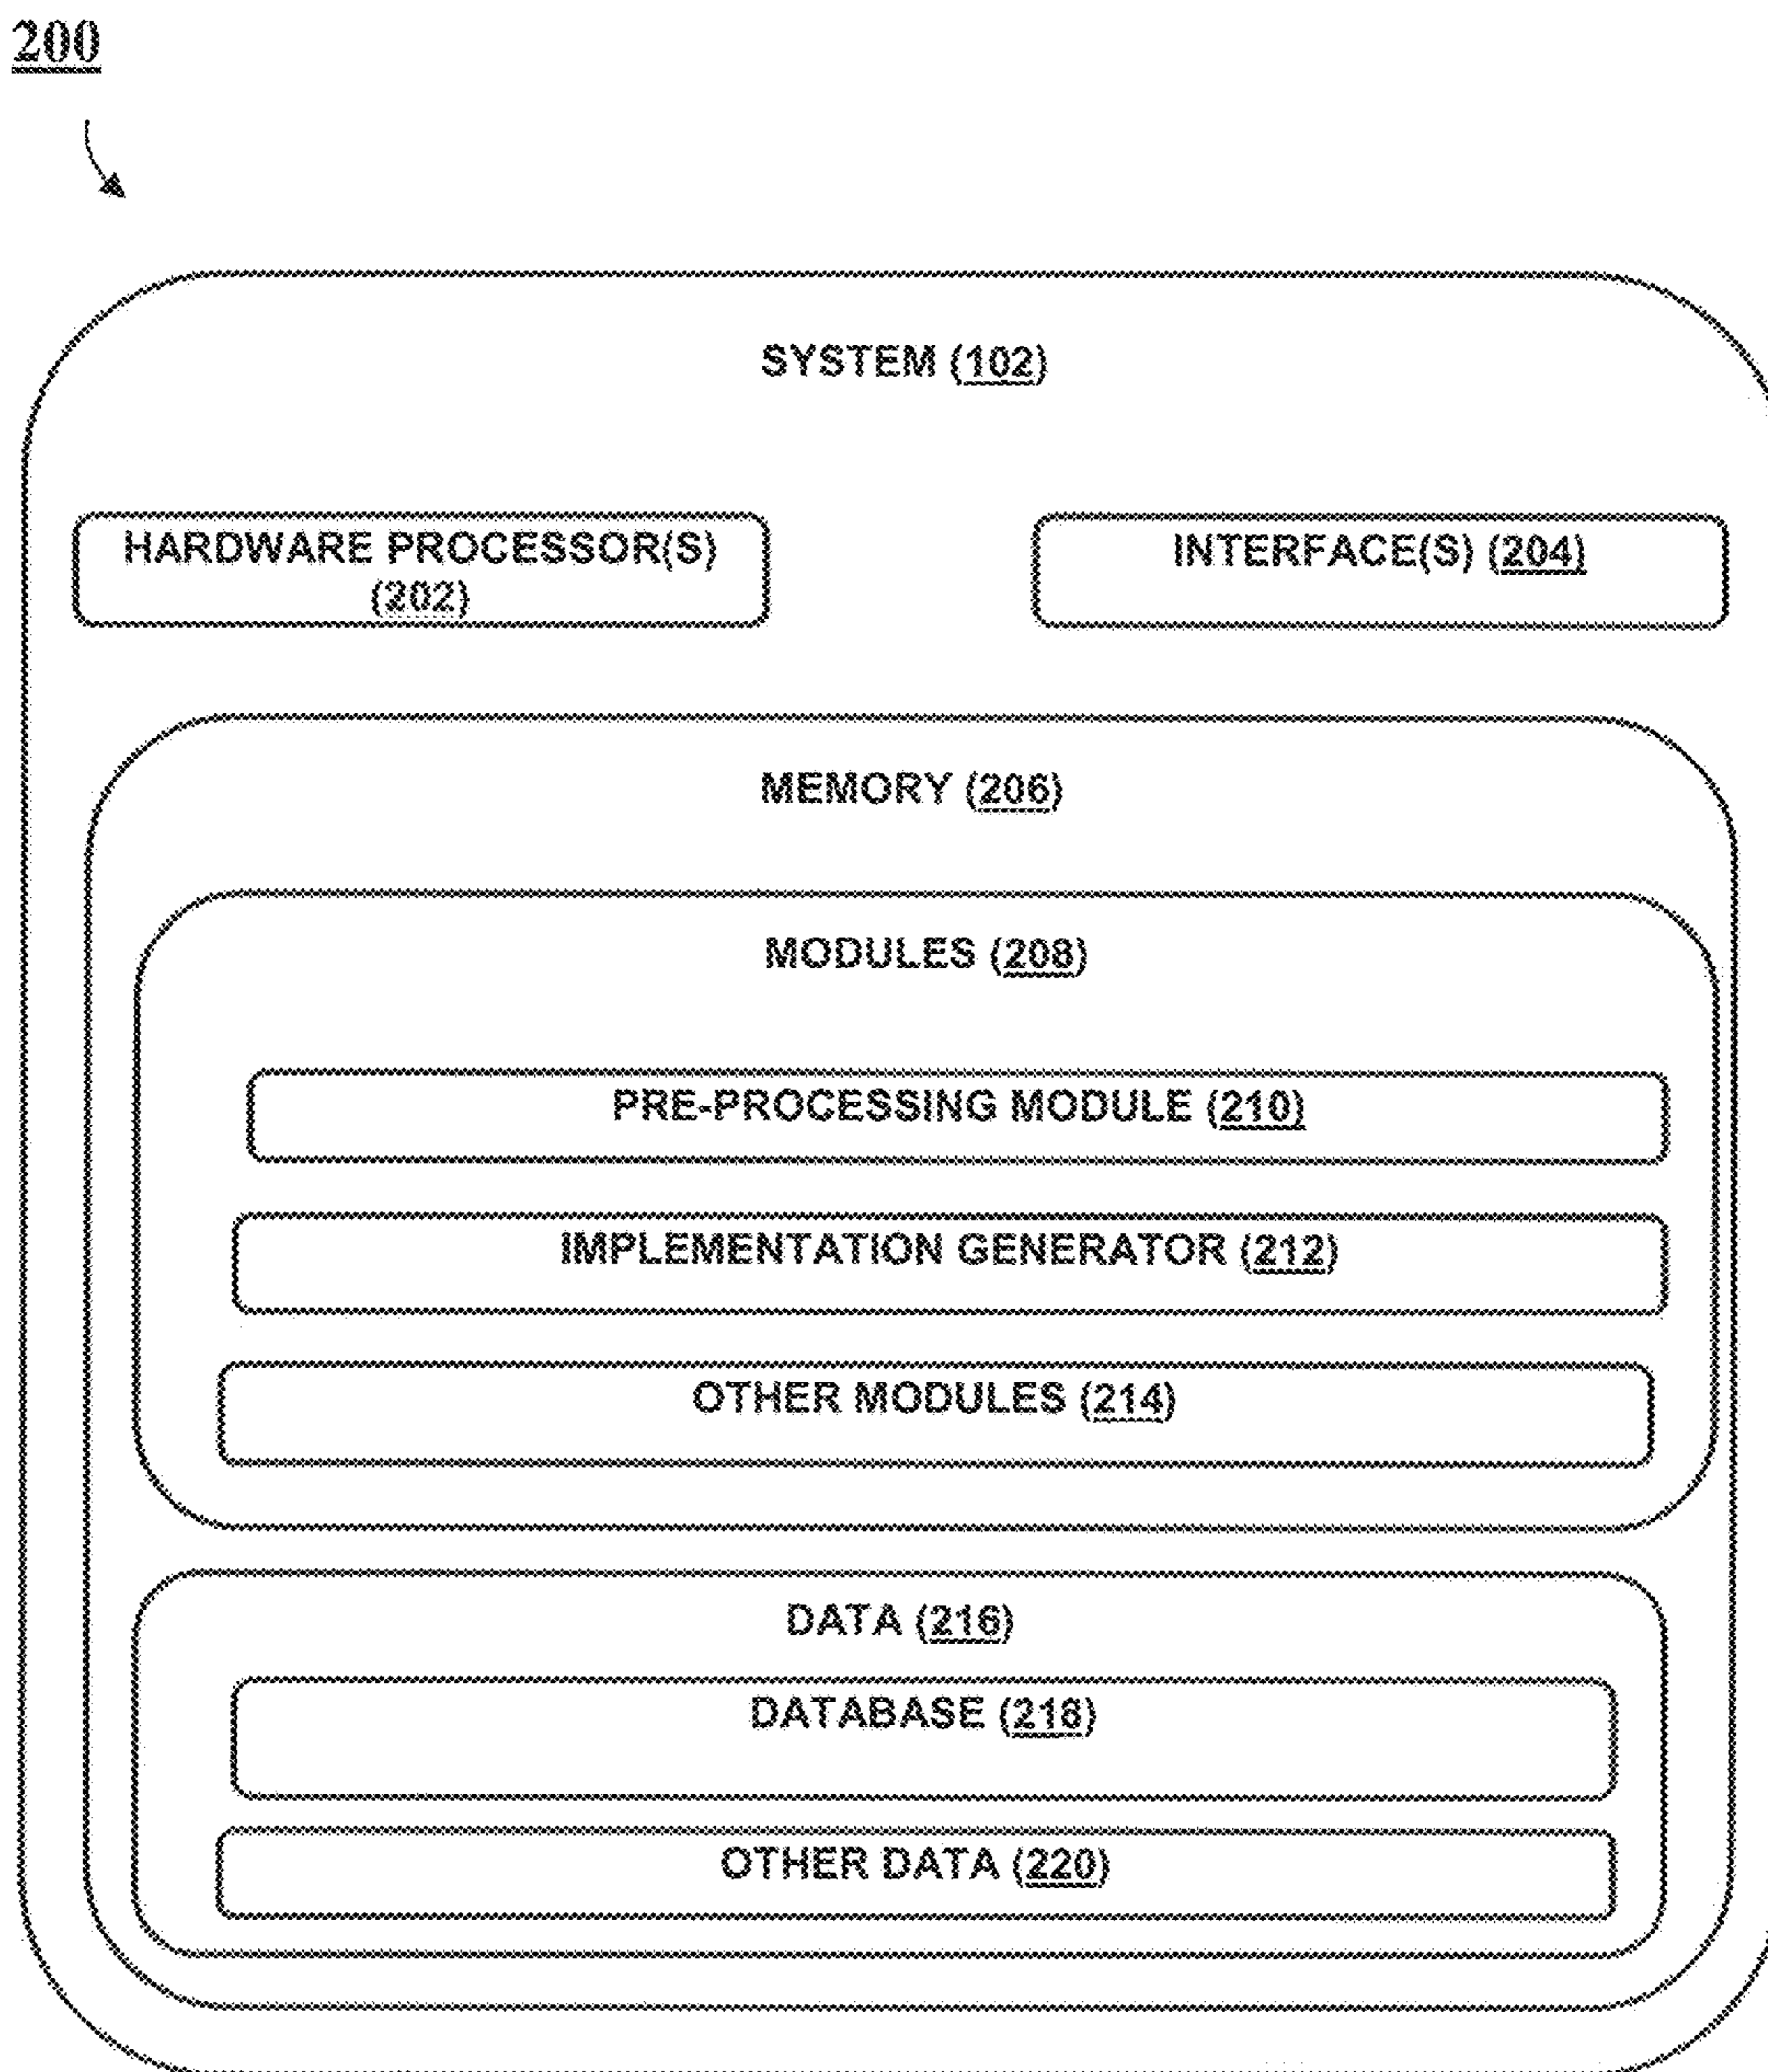 200
SYSTEM (102)
HARDWARE PROCESSOR(S)
(202)
INTERFACE(S) (204)
MEMORY (206)
MODULES (208)
PRE-PROCESSING MODULE (210)
IMPLEMENTATION GENERATOR (212)
OTHER MODULES (214)
DATA (216)
DATABASE (218)
OTHER DATA (220)